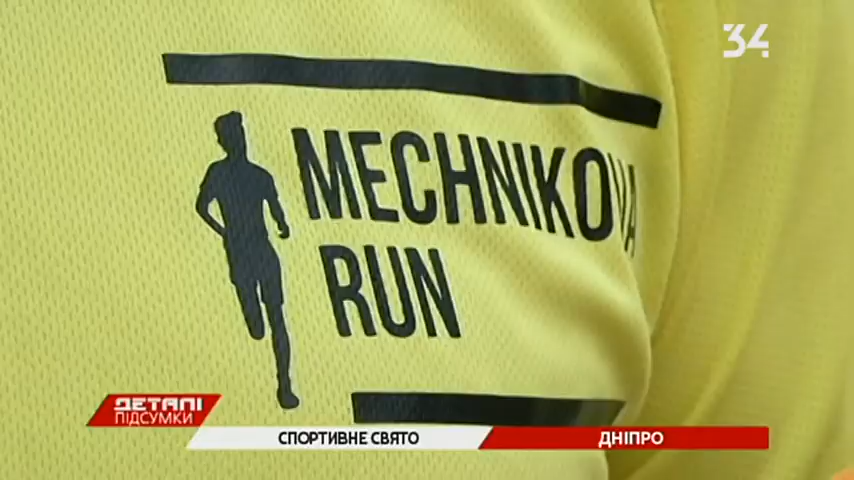 34
MECHNIKOVA
RUN
ДЕТАЛІ
ПІДСУМКИ
СПОРТИВНЕ СВЯТО
ДНІПРО